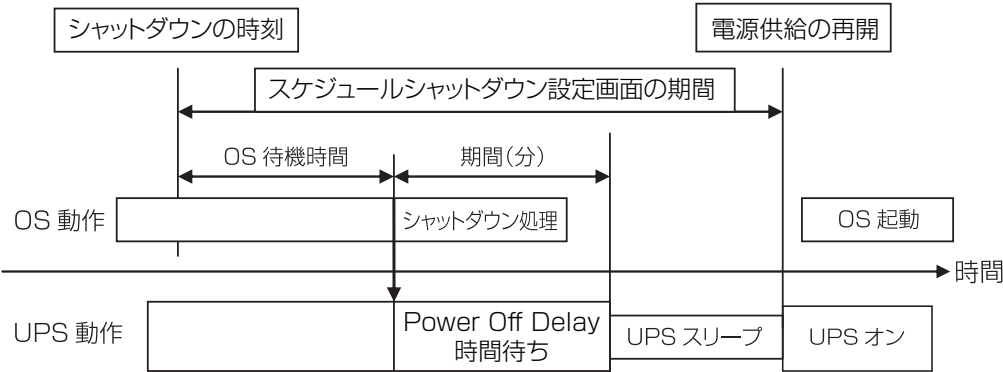 シャットダウンの時刻
電源供給の再開
スケジュールシャットダウン設定画面の期間
OS 待機時間
期間(分)
OS 動作
シャットダウン処理
OS 起動
時間
UPS 動作
Power Off Delay
時間待ち
UPS スリープ
UPS オン